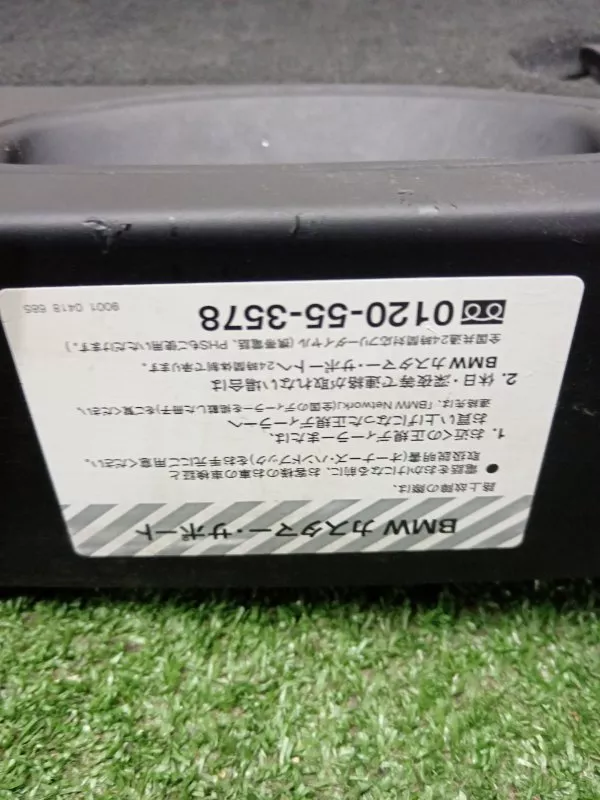 BMW カスタマー・サポート
路上故障の際は、
● 電話をおかけになる前に、お客様のお車の車検証と
取扱説明書(オーナーズ・ハンドブック)をお手元にご用意ください。
1. お近くの正規ディーラーまたは、
お買い上げになった正規ディーラーへ
連絡先は、「BMW Network」(全国のディーラーを掲載した冊子)をご覧ください
2. 休日・深夜等で連絡が取れない場合は
BMW カスタマー・サポートへ 24時間体制で承ります。
全国共通24時間対応フリーダイヤル (携帯電話、PHSもご使用いただけます。)
0120-55-3578
9001 0418 665